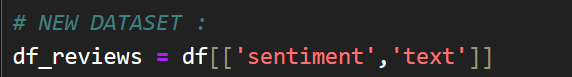 # NEW DATASET :
df_reviews = df[['sentiment','text']]